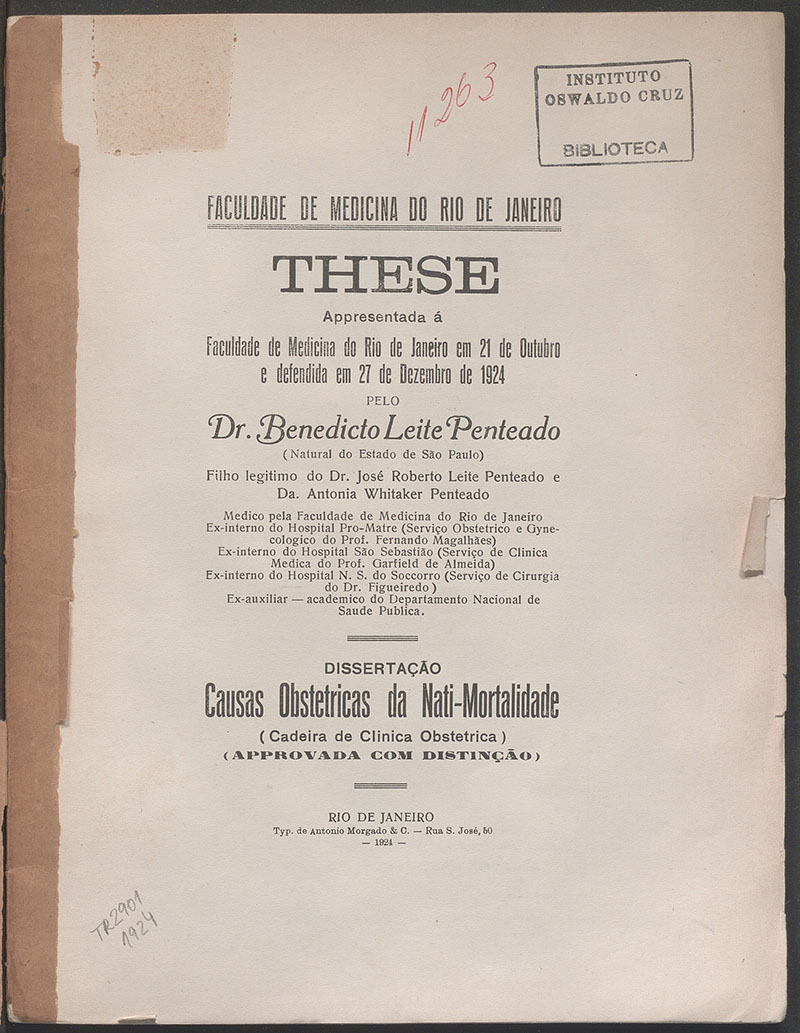 11263
INSTITUTO
OSWALDO CRUZ
BIBLIOTECA
FACULDADE DE MEDICINA DO RIO DE JANEIRO
THESE
Appresentada á
Faculdade de Medicina do Rio de Janeiro em 21 de Outubro
e defendida em 27 de Dezembro de 1924
PELO
Dr. Benedicto Leite Penteado
(Natural do Estado de São Paulo)
Filho legitimo do Dr. José Roberto Leite Penteado e
Da. Antonia Whitaker Penteado
Medico pela Faculdade de Medicina do Rio de Janeiro
Ex-interno do Hospital Pro-Matre (Serviço Obstetrico e Gyne-
cologico do Prof. Fernando Magalhães)
Ex-interno do Hospital São Sebastião (Serviço de Clinica
Medica do Prof. Garfield de Almeida)
Ex-interno do Hospital N. S. do Soccorro (Serviço de Cirurgia
do Dr. Figueiredo)
Ex-auxiliar — academico do Departamento Nacional de
Saude Publica.
DISSERTAÇÃO
Causas Obstetricas da Nati-Mortalidade
(Cadeira de Clinica Obstetrica)
(APPROVADA COM DISTINÇÃO)
RIO DE JANEIRO
Typ. de Antonio Morgado & C. — Rua S. José, 50
— 1924 —
TR2901
1924